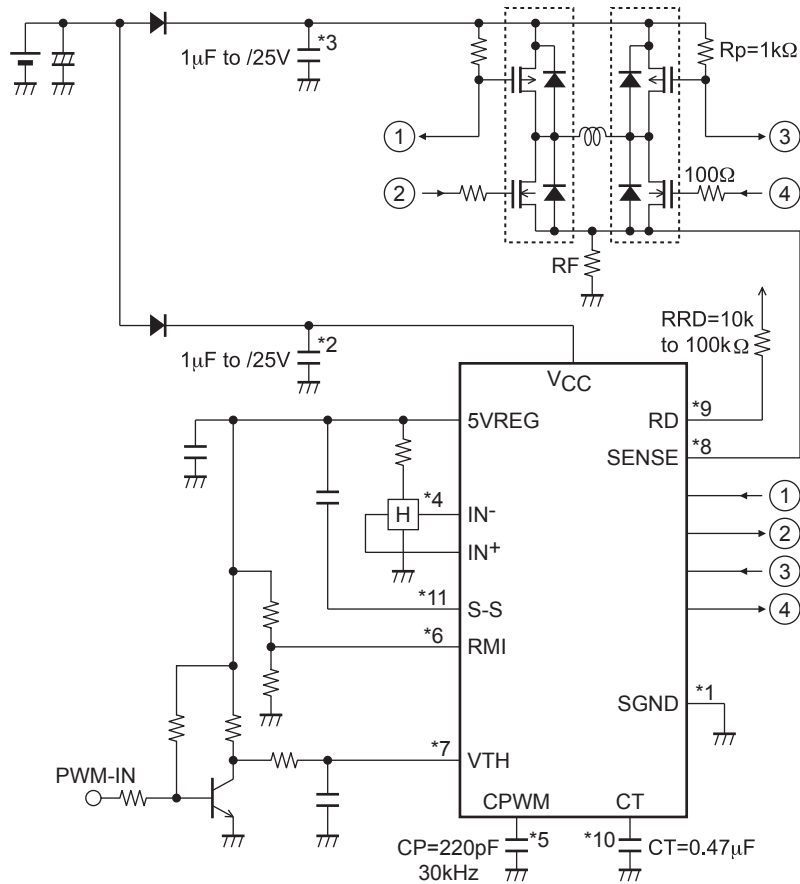 *3
1μF to /25V
Rp=1kΩ
1
3
2
100Ω
4
RF
RRD=10k
to 100kΩ
*2
1μF to /25V
VCC
5VREG
RD
*9
SENSE
*8
H
*4
IN-
IN+
1
2
3
4
*11
S-S
*6
RMI
SGND
*1
*7
VTH
PWM-IN
CPWM
CT
CP=220pF
30kHz
*5
*10
CT=0.47μF